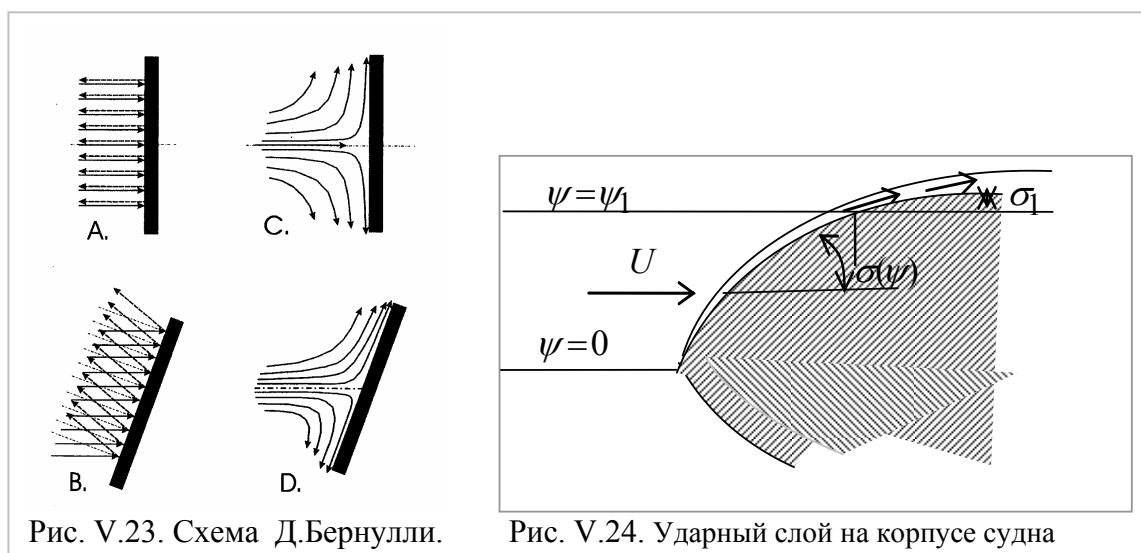 A.
C.
B.
D.
Рис. V.23. Схема Д.Бернулли.
ψ=ψ₁
σ₁
U
σ(ψ)
ψ=0
Рис. V.24. Ударный слой на корпусе судна